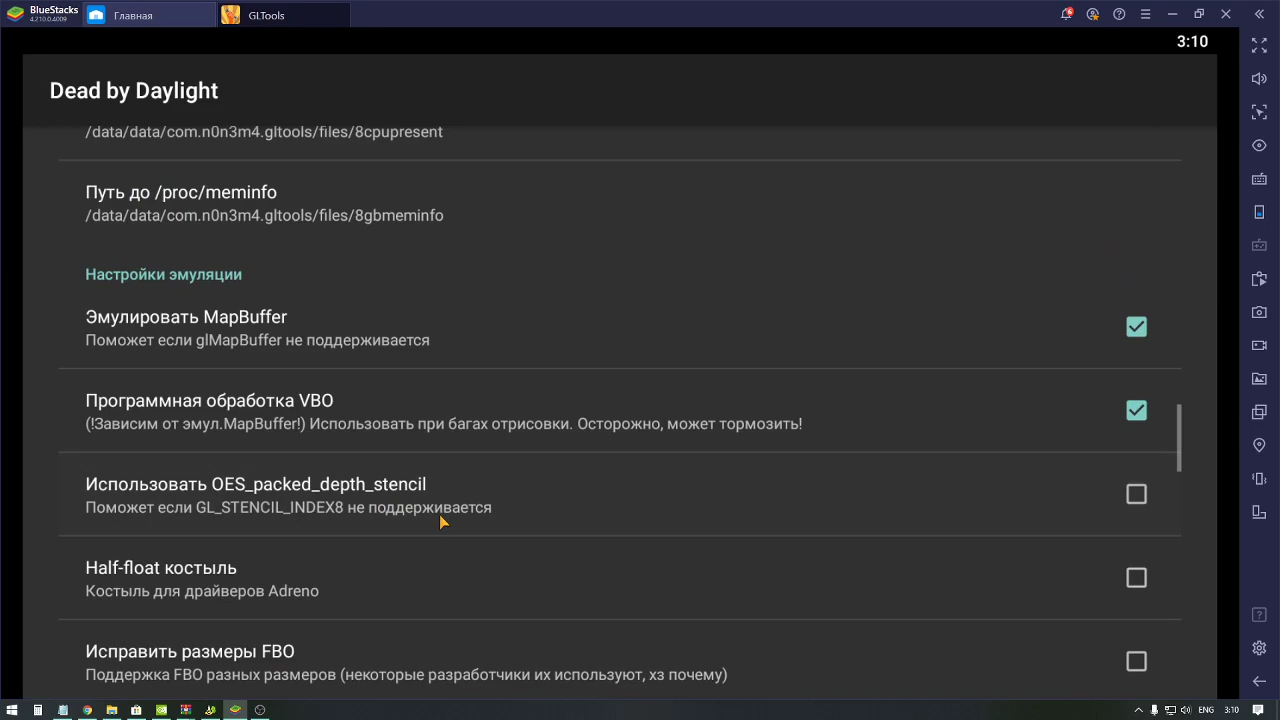 BlueStacks
4.210.0.4009
Главная
GLTools
6
3:10
Dead by Daylight
/data/data/com.n0n3m4.gltools/files/8cpupresent
Путь до /proc/meminfo
/data/data/com.n0n3m4.gltools/files/8gbmeminfo
Настройки эмуляции
Эмулировать MapBuffer
Поможет если glMapBuffer не поддерживается
Программная обработка VBO
(!Зависим от эмул.MapBuffer!) Использовать при багах отрисовки. Осторожно, может тормозить!
Использовать OES_packed_depth_stencil
Поможет если GL_STENCIL_INDEX8 не поддерживается
Half-float костыль
Костыль для драйверов Adreno
Исправить размеры FBO
Поддержка FBO разных размеров (некоторые разработчики их используют, хз почему)
ENG
3:10